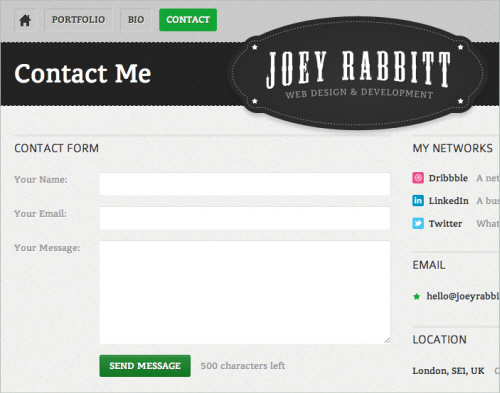 PORTFOLIO
BIO
CONTACT
JOEY RABBITT
WEB DESIGN & DEVELOPMENT
Contact Me
CONTACT FORM
Your Name:
Your Email:
Your Message:
SEND MESSAGE
500 characters left
MY NETWORKS
Dribbble A net
LinkedIn A bus
Twitter What
EMAIL
hello@joeyrabbi
LOCATION
London, SE1, UK